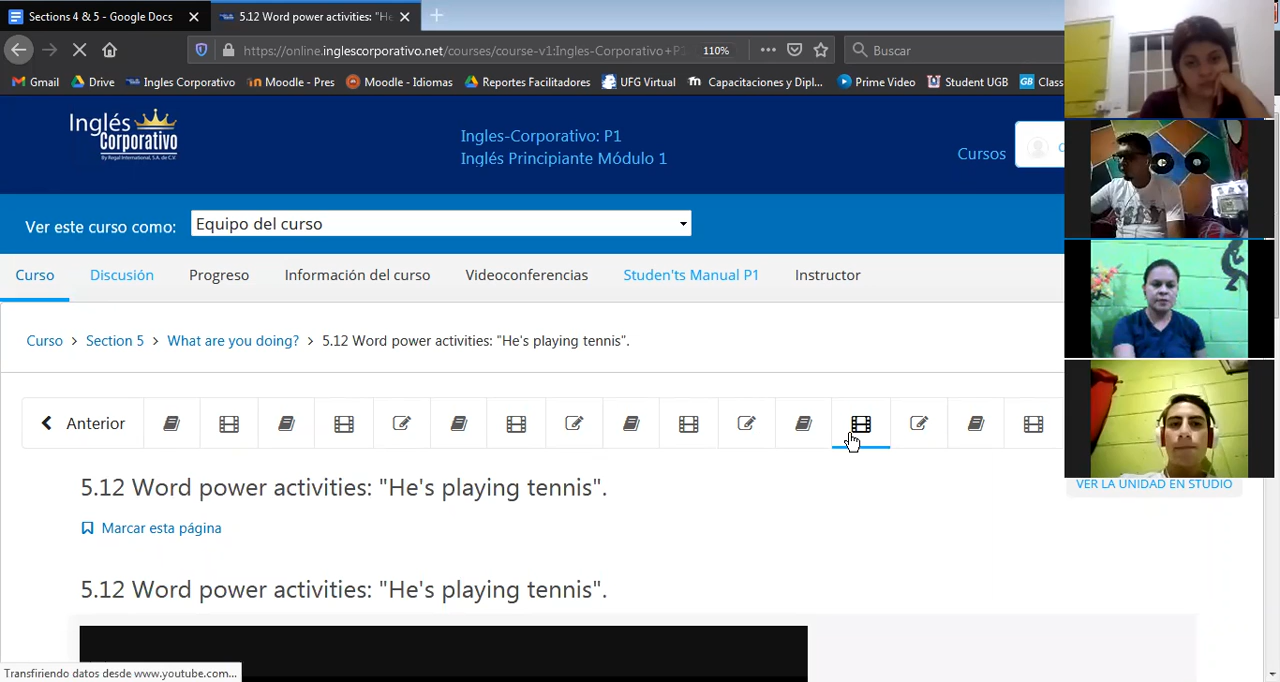 Sections 4 & 5 - Google Docs
5.12 Word power activities: "He
https://online.inglescorporativo.net/courses/course-v1:Ingles-Corporativo+P
110%
Buscar
Gmail
Drive
Ingles Corporativo
Moodle - Pres
Moodle - Idiomas
Reportes Facilitadores
UFG Virtual
Capacitaciones y Dipl...
Prime Video
Student UGB
Class
Inglés
Corporativo
By Regal International, S.A. de C.V.
Ingles-Corporativo: P1
Inglés Principiante Módulo 1
Cursos
Ver este curso como:
Equipo del curso
Curso
Discusión
Progreso
Información del curso
Videoconferencias
Studen'ts Manual P1
Instructor
Curso > Section 5 > What are you doing? > 5.12 Word power activities: "He's playing tennis".
Anterior
5.12 Word power activities: "He's playing tennis".
VER LA UNIDAD EN STUDIO
Marcar esta página
5.12 Word power activities: "He's playing tennis".
Transfiriendo datos desde www.youtube.com...